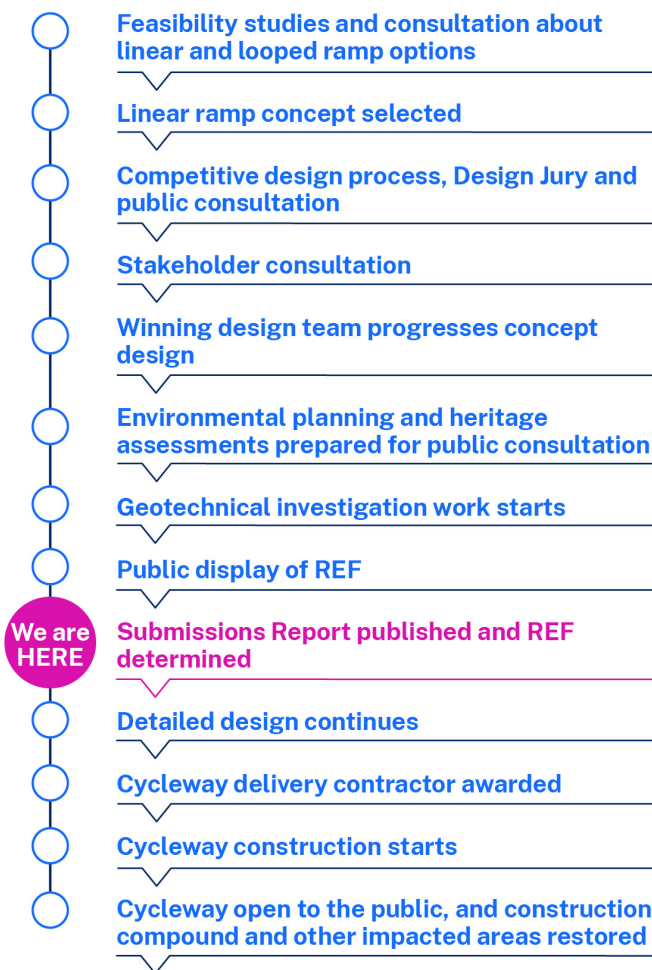 Feasibility studies and consultation about
linear and looped ramp options
Linear ramp concept selected
Competitive design process, Design Jury and
public consultation
Stakeholder consultation
Winning design team progresses concept
design
Environmental planning and heritage
assessments prepared for public consultation
Geotechnical investigation work starts
Public display of REF
We are
HERE
Submissions Report published and REF
determined
Detailed design continues
Cycleway delivery contractor awarded
Cycleway construction starts
Cycleway open to the public, and construction
compound and other impacted areas restored